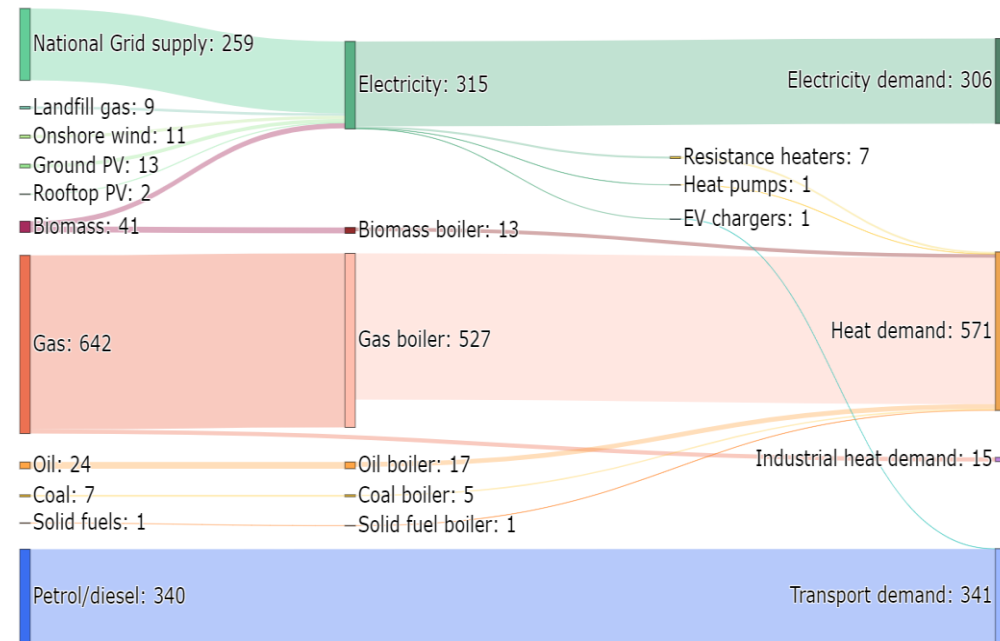 National Grid supply: 259
Landfill gas: 9
Onshore wind: 11
Ground PV: 13
Rooftop PV: 2
Biomass: 41
Gas: 642
Oil: 24
Coal: 7
Solid fuels: 1
Petrol/diesel: 340
Electricity: 315
Biomass boiler: 13
Gas boiler: 527
Oil boiler: 17
Coal boiler: 5
Solid fuel boiler: 1
Resistance heaters: 7
Heat pumps: 1
EV chargers: 1
Electricity demand: 306
Heat demand: 571
Industrial heat demand: 15
Transport demand: 341